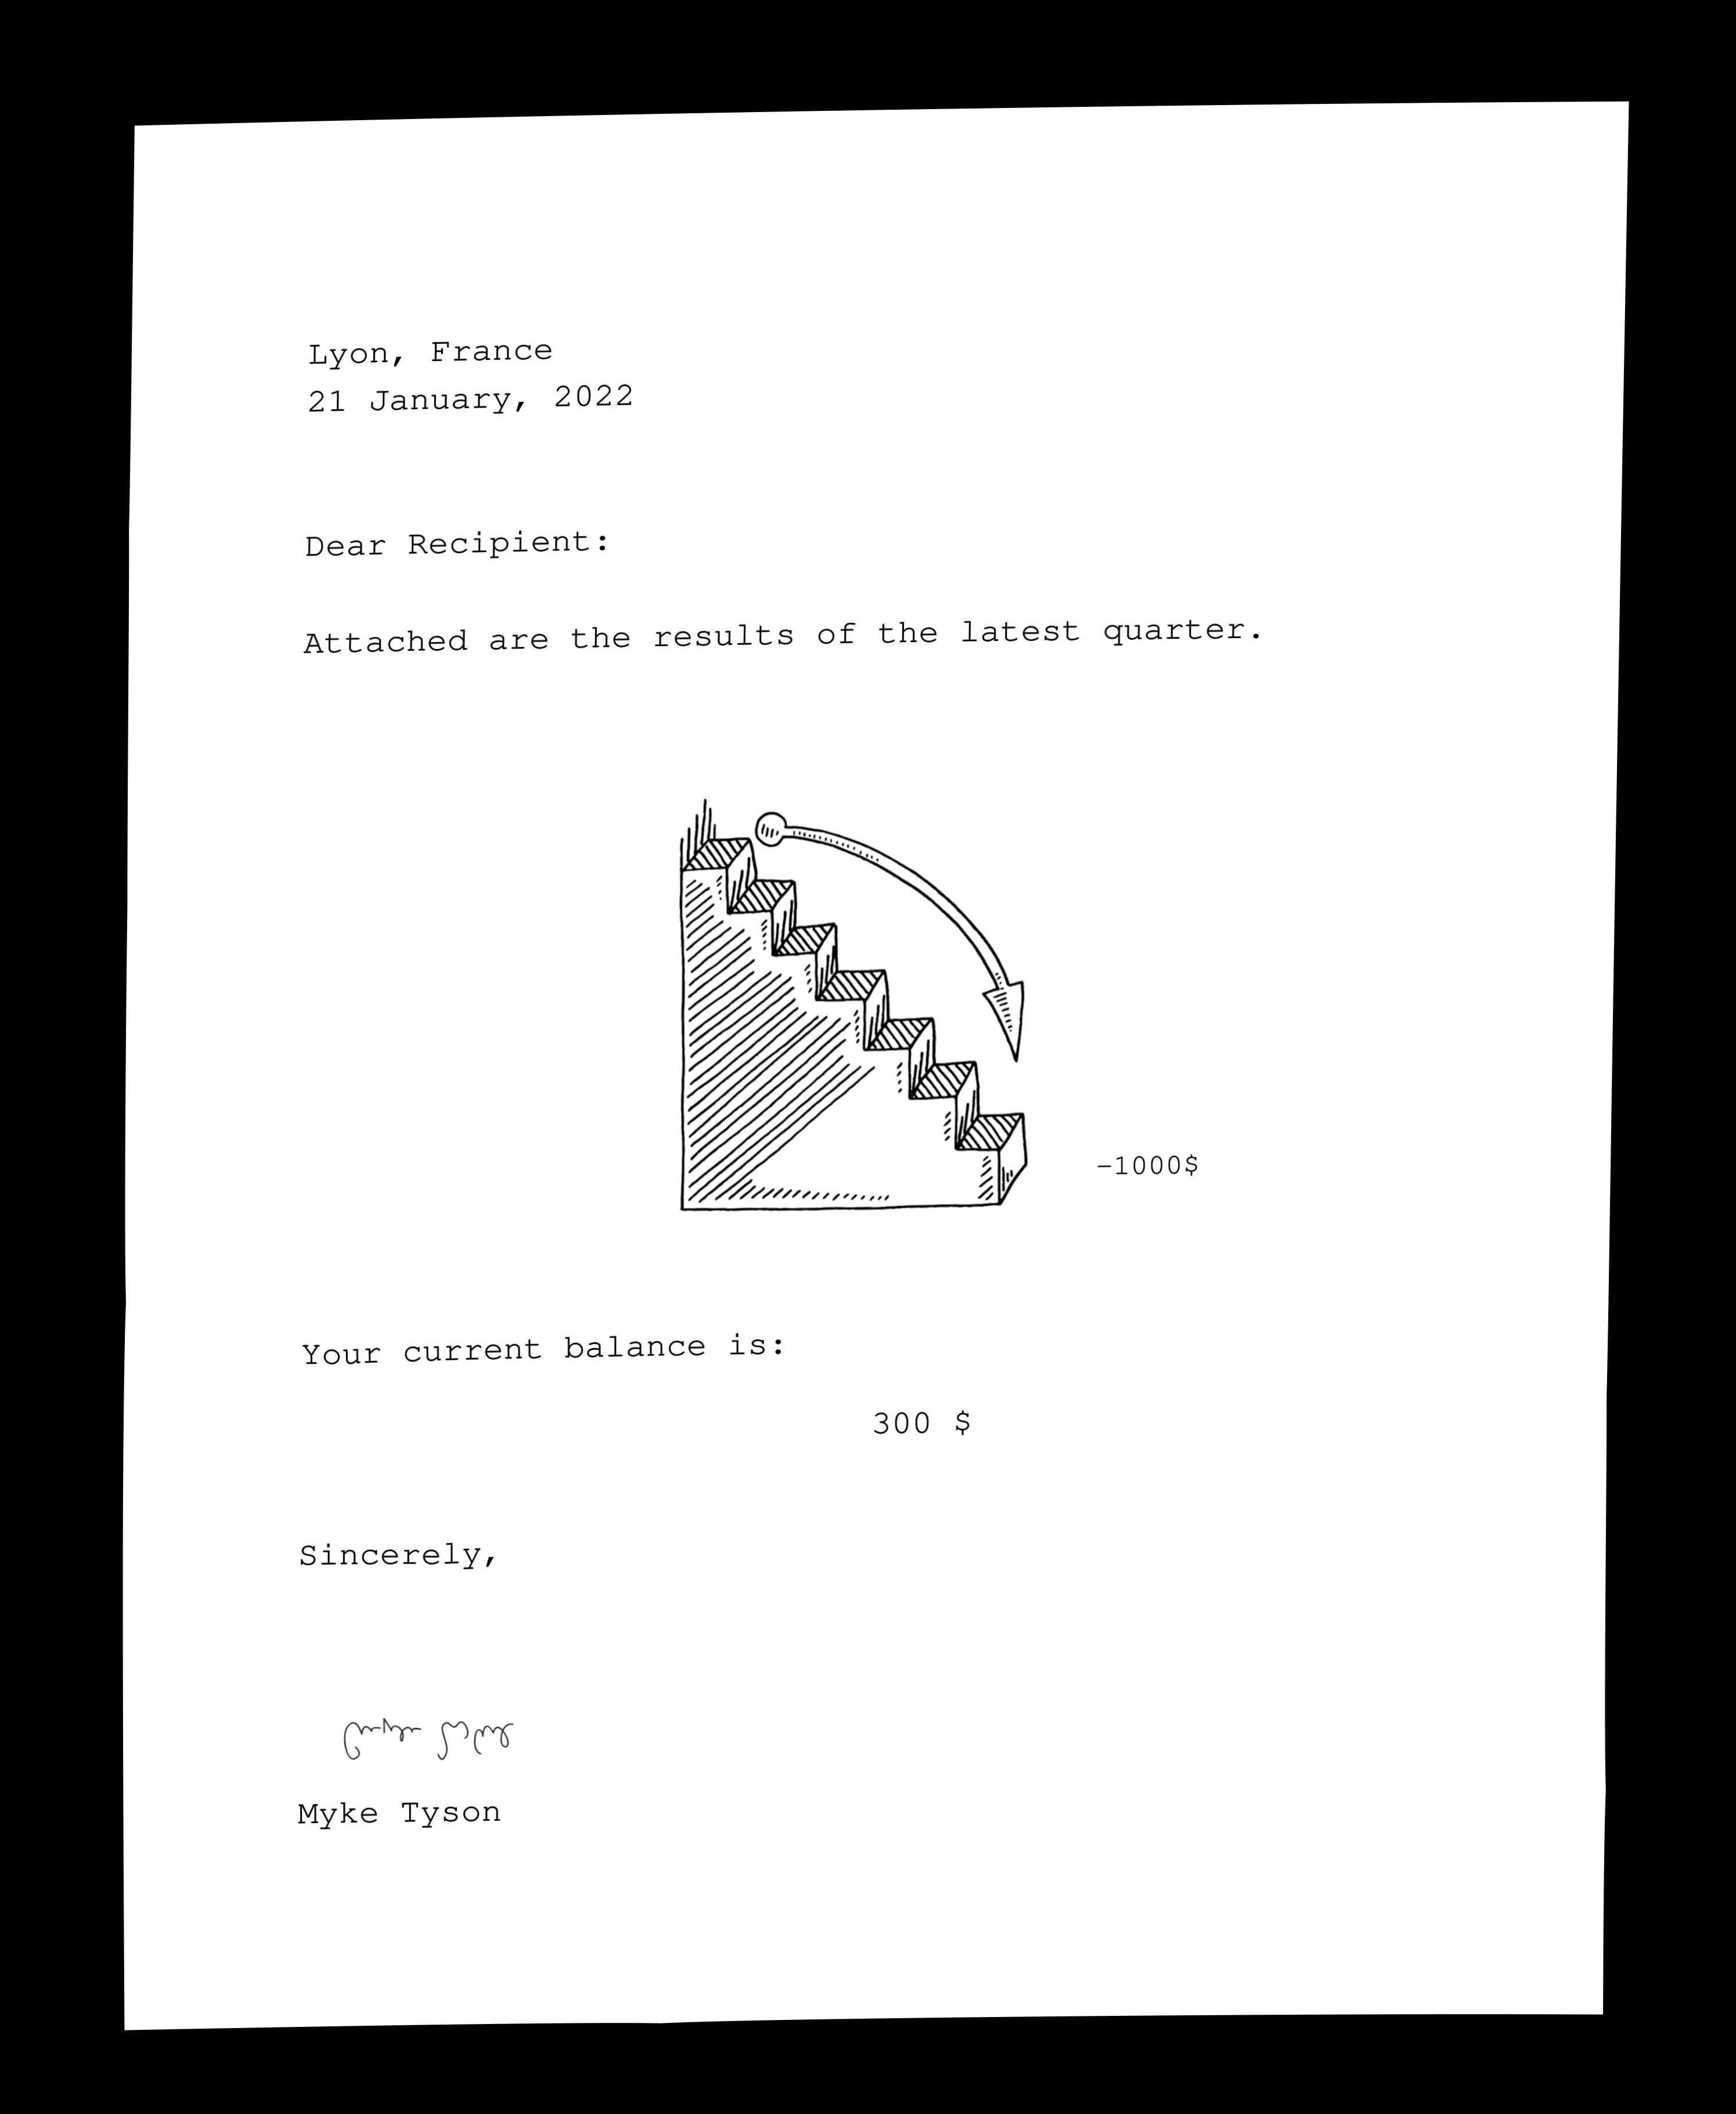 Lyon, France
21 January, 2022
Dear Recipient:
Attached are the results of the latest quarter.
−1000$
Your current balance is:
300 $
Sincerely,
Myke Tyson